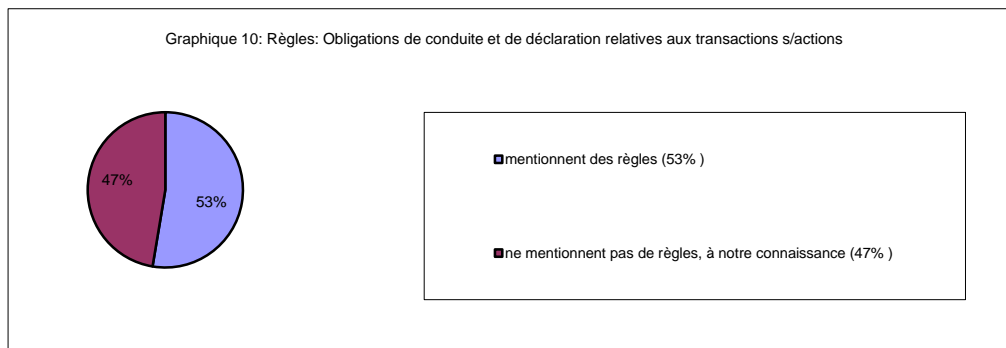 Graphique 10: Règles: Obligations de conduite et de déclaration relatives aux transactions s/actions
47%
53%
mentionnent des règles (53% )
ne mentionnent pas de règles, à notre connaissance (47% )